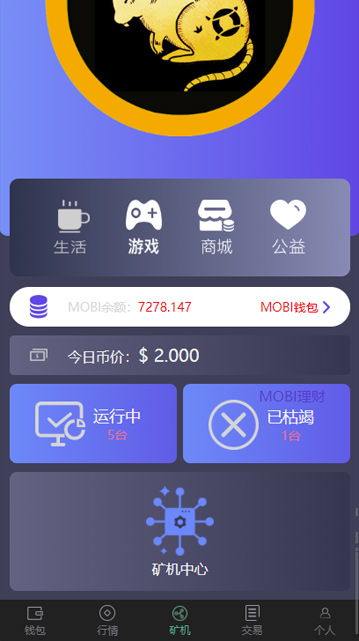 生活 游戏 商城 公益
MOBI余额: 7278.147 MOBI钱包
今日币价: $ 2.000
MOBI理财
运行中 已枯竭
5台 1台
矿机中心
钱包 行情 矿机 交易 个人